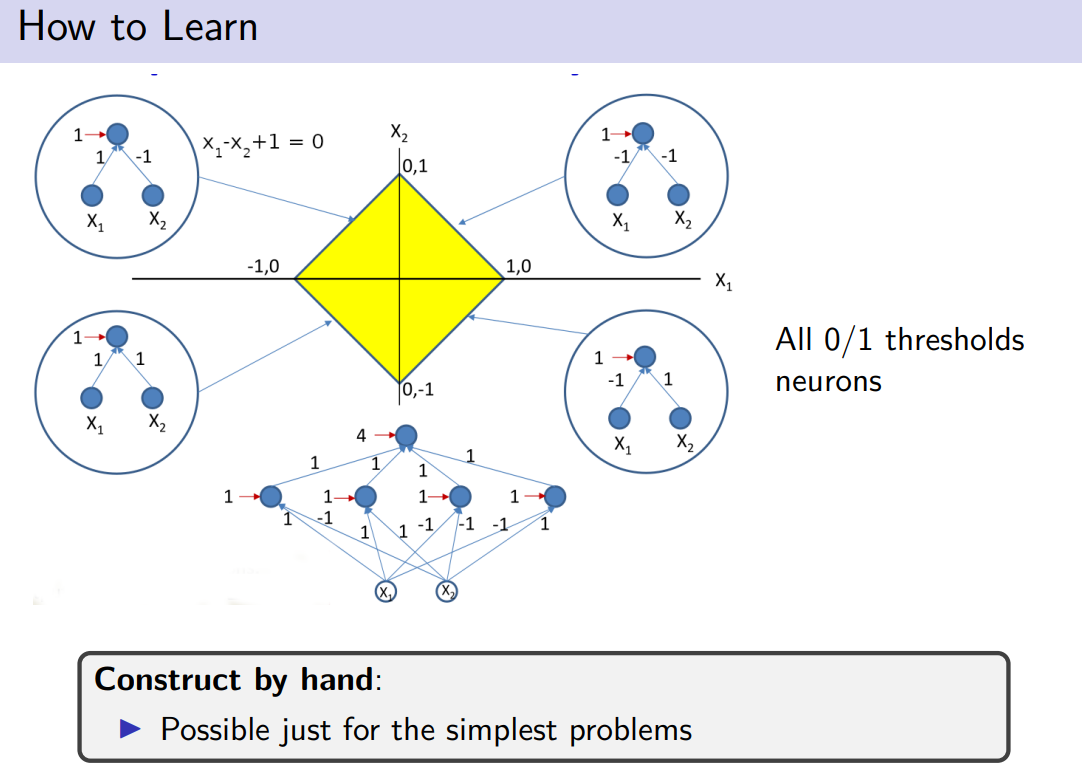 How to Learn
1
1 -1
X1 X2
x1-x2+1 = 0
X2
0,1
1
-1 -1
X1 X2
-1,0
1,0
X1
1
1 1
X1 X2
0,-1
1
-1 1
X1 X2
All 0/1 thresholds
neurons
4
1 1 1 1
1 1 1 1
1 -1 1 1 -1 -1 -1 1
X1 X2
Construct by hand:
Possible just for the simplest problems